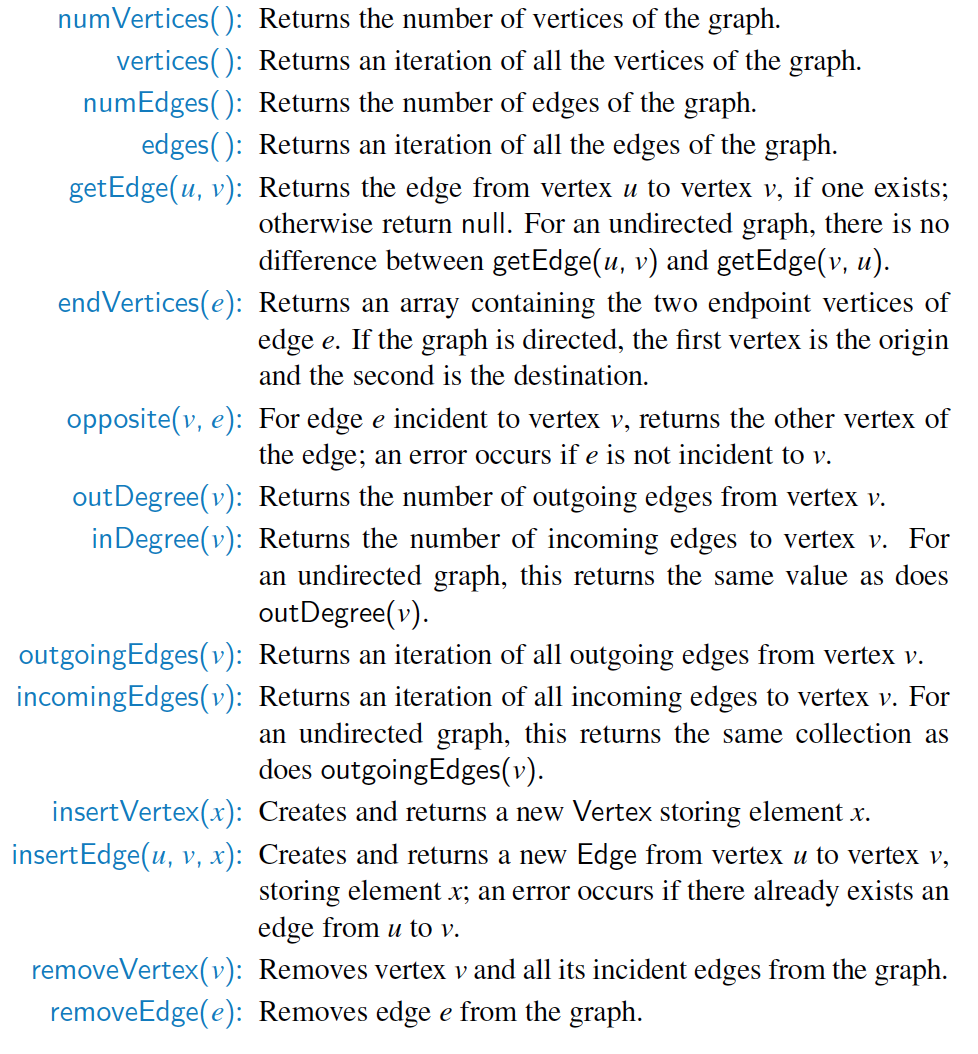 numVertices( ): Returns the number of vertices of the graph.
vertices( ): Returns an iteration of all the vertices of the graph.
numEdges( ): Returns the number of edges of the graph.
edges( ): Returns an iteration of all the edges of the graph.
getEdge(u, v): Returns the edge from vertex u to vertex v, if one exists;
otherwise return null. For an undirected graph, there is no
difference between getEdge(u, v) and getEdge(v, u).
endVertices(e): Returns an array containing the two endpoint vertices of
edge e. If the graph is directed, the first vertex is the origin
and the second is the destination.
opposite(v, e): For edge e incident to vertex v, returns the other vertex of
the edge; an error occurs if e is not incident to v.
outDegree(v): Returns the number of outgoing edges from vertex v.
inDegree(v): Returns the number of incoming edges to vertex v. For
an undirected graph, this returns the same value as does
outDegree(v).
outgoingEdges(v): Returns an iteration of all outgoing edges from vertex v.
incomingEdges(v): Returns an iteration of all incoming edges to vertex v. For
an undirected graph, this returns the same collection as
does outgoingEdges(v).
insertVertex(x): Creates and returns a new Vertex storing element x.
insertEdge(u, v, x): Creates and returns a new Edge from vertex u to vertex v,
storing element x; an error occurs if there already exists an
edge from u to v.
removeVertex(v): Removes vertex v and all its incident edges from the graph.
removeEdge(e): Removes edge e from the graph.